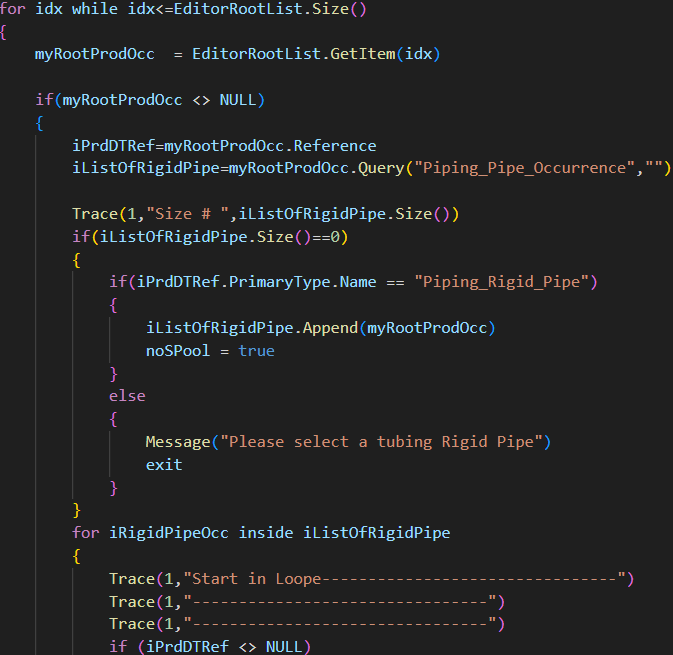 for idx while idx<=EditorRootList.Size()
{
myRootProdOcc  = EditorRootList.GetItem(idx)
if(myRootProdOcc <> NULL)
{
iPrdDTRef=myRootProdOcc.Reference
iListOfRigidPipe=myRootProdOcc.Query("Piping_Pipe_Occurrence","")
Trace(1,"Size # ",iListOfRigidPipe.Size())
if(iListOfRigidPipe.Size()==0)
{
if(iPrdDTRef.PrimaryType.Name == "Piping_Rigid_Pipe")
{
iListOfRigidPipe.Append(myRootProdOcc)
noSPool = true
}
else
{
Message("Please select a tubing Rigid Pipe")
exit
}
}
for iRigidPipeOcc inside iListOfRigidPipe
{
Trace(1,"Start in Loope--------------------------------")
Trace(1,"--------------------------------")
Trace(1,"--------------------------------")
if (iPrdDTRef <> NULL)